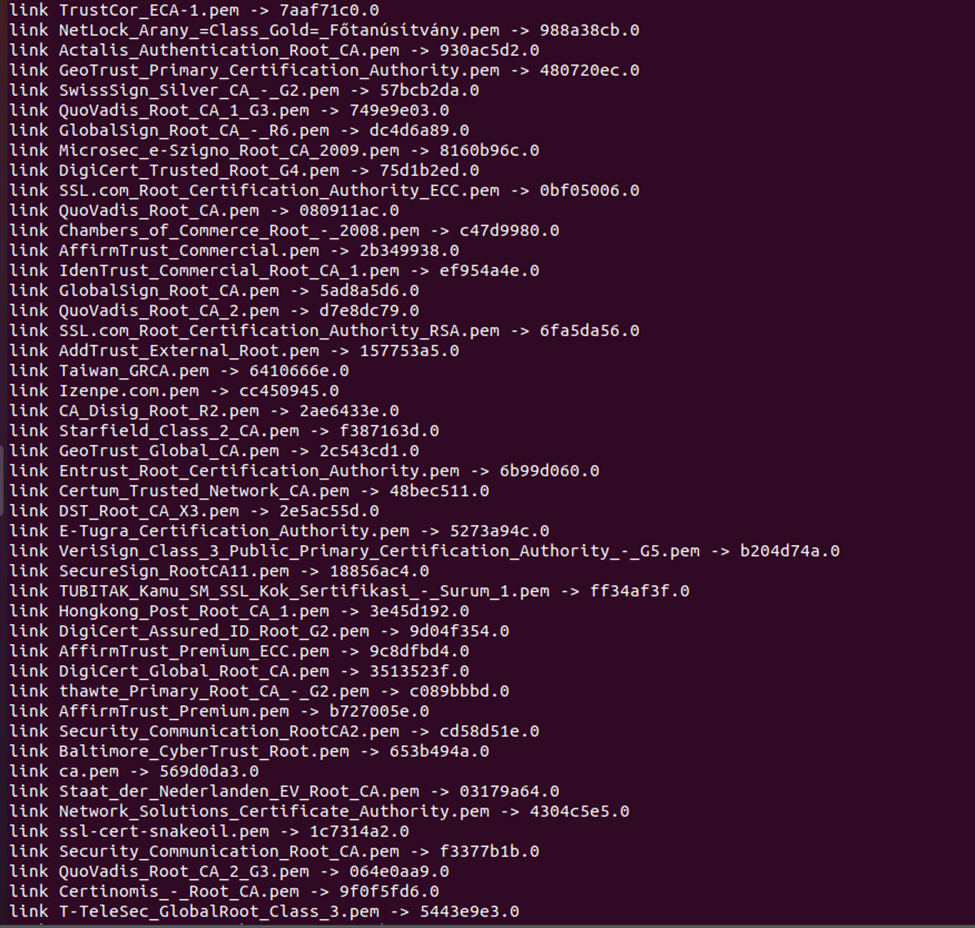 link TrustCor_ECA-1.pem -> 7aaf71c0.0
link NetLock_Arany_=Class_Gold=_Főtanúsítvány.pem -> 988a38cb.0
link Actalis_Authentication_Root_CA.pem -> 930ac5d2.0
link GeoTrust_Primary_Certification_Authority.pem -> 480720ec.0
link SwissSign_Silver_CA_-_G2.pem -> 57bcb2da.0
link QuoVadis_Root_CA_1_G3.pem -> 749e9e03.0
link GlobalSign_Root_CA_-_R6.pem -> dc4d6a89.0
link Microsec_e-Szigno_Root_CA_2009.pem -> 8160b96c.0
link DigiCert_Trusted_Root_G4.pem -> 75d1b2ed.0
link SSL.com_Root_Certification_Authority_ECC.pem -> 0bf05006.0
link QuoVadis_Root_CA.pem -> 080911ac.0
link Chambers_of_Commerce_Root_-_2008.pem -> c47d9980.0
link AffirmTrust_Commercial.pem -> 2b349938.0
link IdenTrust_Commercial_Root_CA_1.pem -> ef954a4e.0
link GlobalSign_Root_CA.pem -> 5ad8a5d6.0
link QuoVadis_Root_CA_2.pem -> d7e8dc79.0
link SSL.com_Root_Certification_Authority_RSA.pem -> 6fa5da56.0
link AddTrust_External_Root.pem -> 157753a5.0
link Taiwan_GRCA.pem -> 6410666e.0
link Izenpe.com.pem -> cc450945.0
link CA_Disig_Root_R2.pem -> 2ae6433e.0
link Starfield_Class_2_CA.pem -> f387163d.0
link GeoTrust_Global_CA.pem -> 2c543cd1.0
link Entrust_Root_Certification_Authority.pem -> 6b99d060.0
link Certum_Trusted_Network_CA.pem -> 48bec511.0
link DST_Root_CA_X3.pem -> 2e5ac55d.0
link E-Tugra_Certification_Authority.pem -> 5273a94c.0
link VeriSign_Class_3_Public_Primary_Certification_Authority_-_G5.pem -> b204d74a.0
link SecureSign_RootCA11.pem -> 18856ac4.0
link TUBITAK_Kamu_SM_SSL_Kok_Sertifikasi_-_Surum_1.pem -> ff34af3f.0
link Hongkong_Post_Root_CA_1.pem -> 3e45d192.0
link DigiCert_Assured_ID_Root_G2.pem -> 9d04f354.0
link AffirmTrust_Premium_ECC.pem -> 9c8dfbd4.0
link DigiCert_Global_Root_CA.pem -> 3513523f.0
link thawte_Primary_Root_CA_-_G2.pem -> c089bbbd.0
link AffirmTrust_Premium.pem -> b727005e.0
link Security_Communication_RootCA2.pem -> cd58d51e.0
link Baltimore_CyberTrust_Root.pem -> 653b494a.0
link ca.pem -> 569d0da3.0
link Staat_der_Nederlanden_EV_Root_CA.pem -> 03179a64.0
link Network_Solutions_Certificate_Authority.pem -> 4304c5e5.0
link ssl-cert-snakeoil.pem -> 1c7314a2.0
link Security_Communication_Root_CA.pem -> f3377b1b.0
link QuoVadis_Root_CA_2_G3.pem -> 064e0aa9.0
link Certinomis_-_Root_CA.pem -> 9f0f5fd6.0
link T-TeleSec_GlobalRoot_Class_3.pem -> 5443e9e3.0